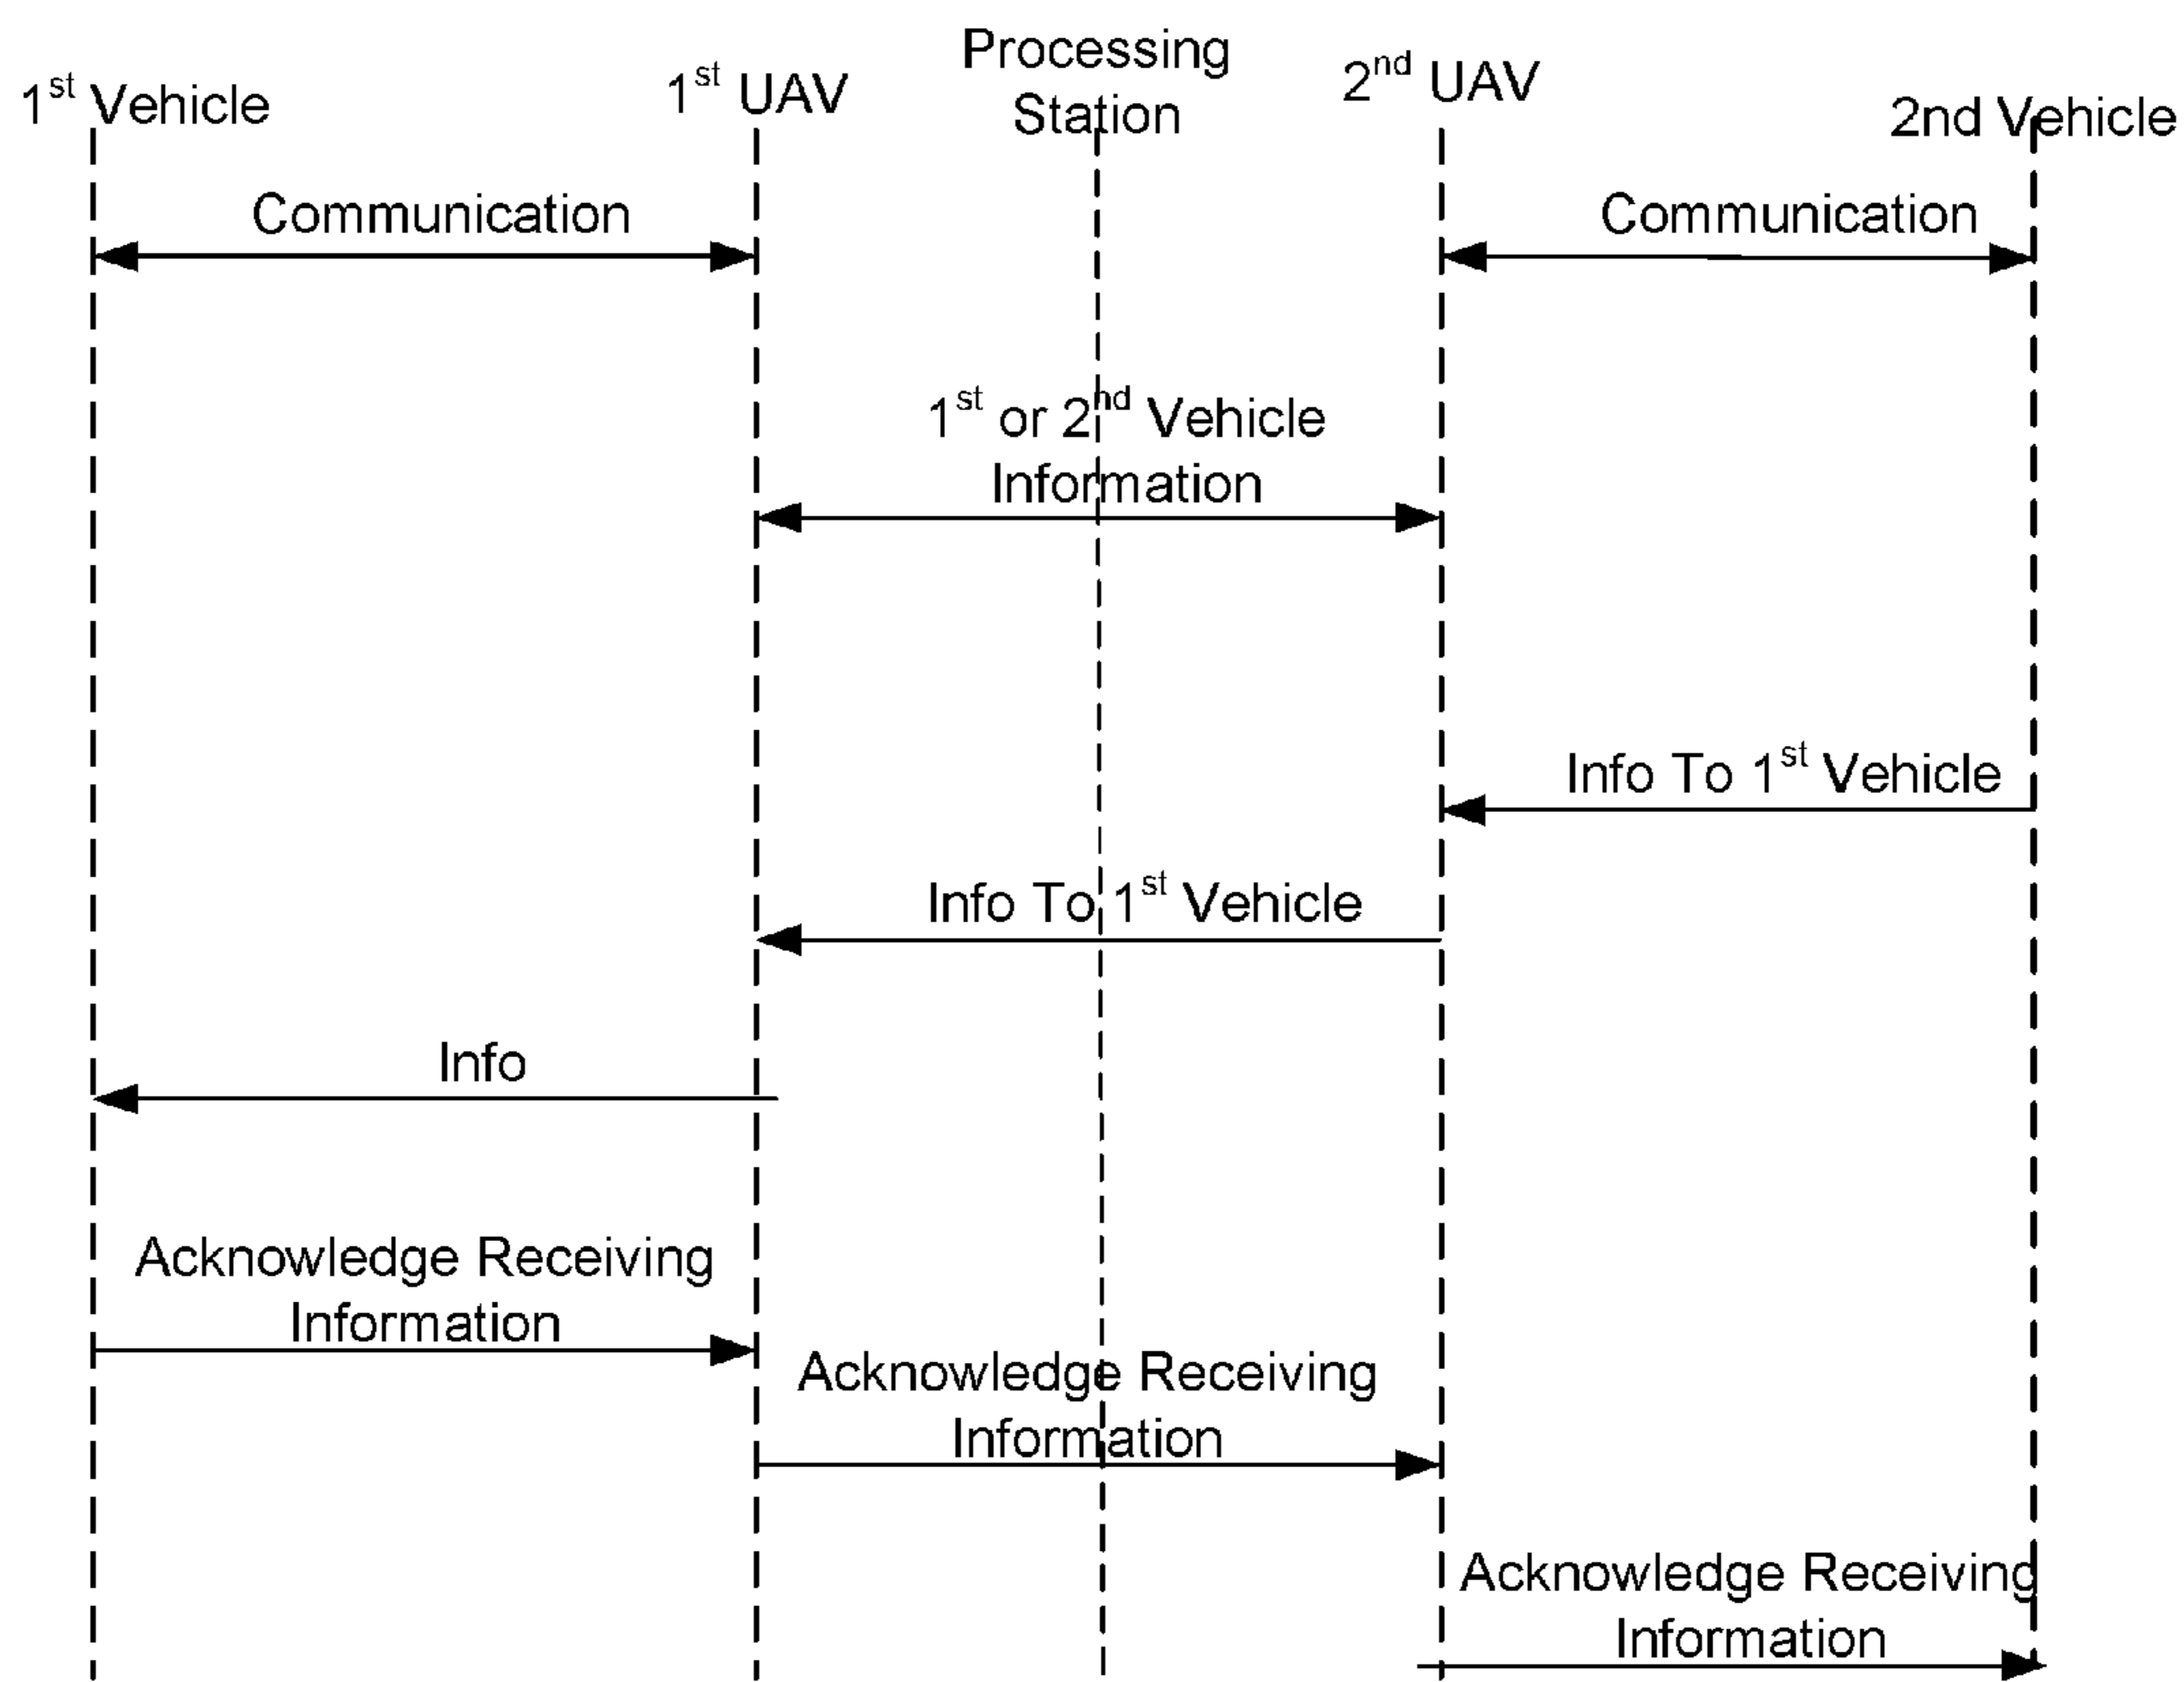 1st Vehicle
1st UAV
Processing
Station
2nd UAV
2nd Vehicle
Communication
Communication
1st or 2nd Vehicle
Information
Info To 1st Vehicle
Info To 1st Vehicle
Info
Acknowledge Receiving
Information
Acknowledge Receiving
Information
Acknowledge Receiving
Information